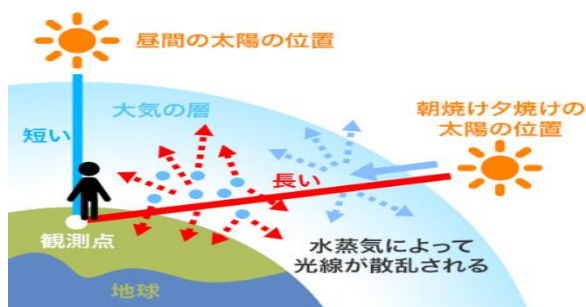 昼間の太陽の位置
大気の層
朝焼け夕焼けの
太陽の位置
短い
長い
観測点
水蒸気によって
光線が散乱される
地球